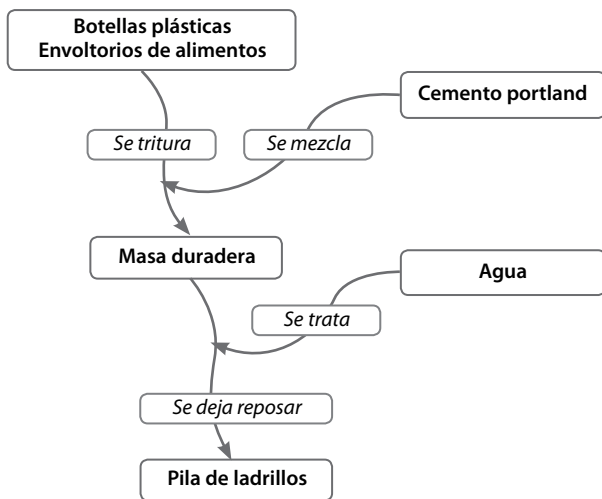 Botellas plásticas
Envoltorios de alimentos
Cemento portland
Se tritura
Se mezcla
Masa duradera
Agua
Se trata
Se deja reposar
Pila de ladrillos